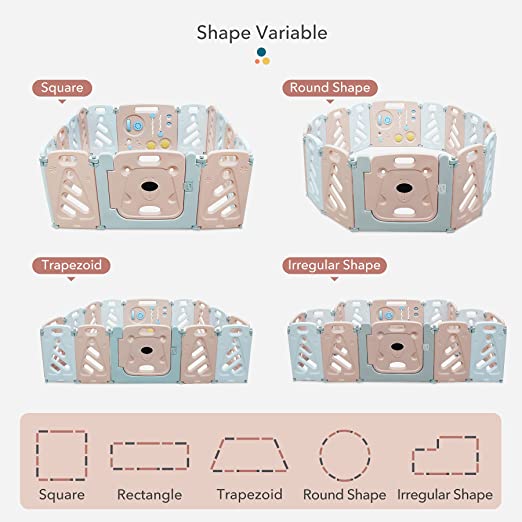 Shape Variable
Square
Round Shape
Trapezoid
Irregular Shape
Square
Rectangle
Trapezoid
Round Shape
Irregular Shape